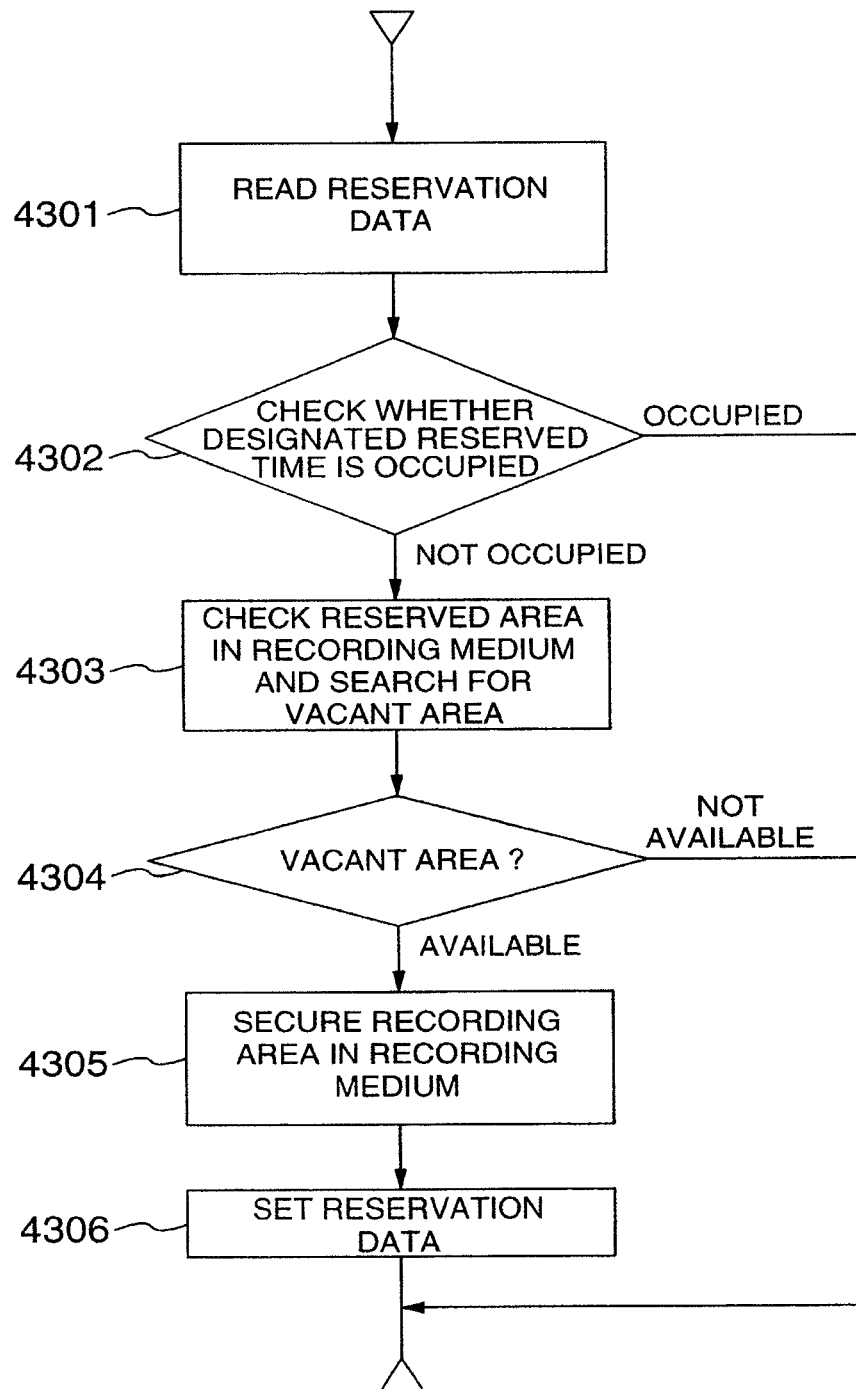 READ RESERVATION
DATA
4301
CHECK WHETHER
DESIGNATED RESERVED
TIME IS OCCUPIED
OCCUPIED
4302
NOT OCCUPIED
CHECK RESERVED AREA
IN RECORDING MEDIUM
AND SEARCH FOR
VACANT AREA
4303
NOT
AVAILABLE
VACANT AREA ?
4304
AVAILABLE
SECURE RECORDING
AREA IN RECORDING
MEDIUM
4305
SET RESERVATION
DATA
4306